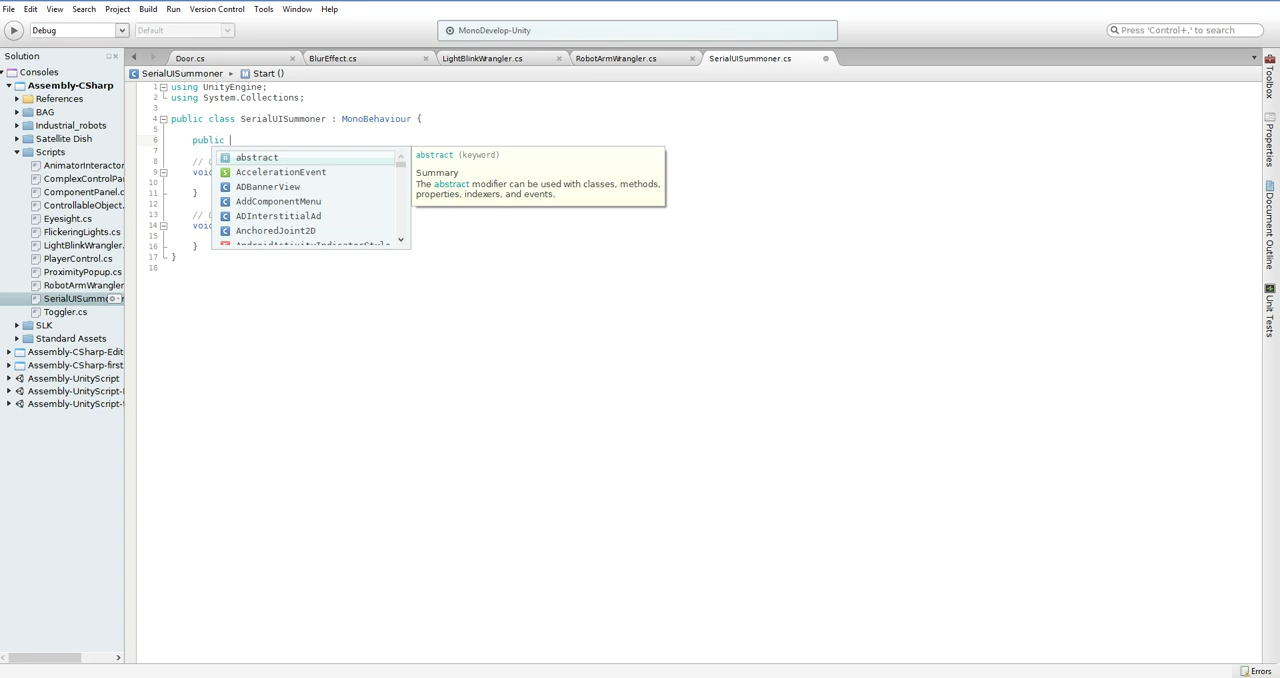 File Edit View Search Project Build Run Version Control Tools Window Help
Debug Default MonoDevelop-Unity Press 'Control+,' to search
Solution
Door.cs BlurEffect.cs LightBlinkWrangler.cs RobotArmWrangler.cs SerialUISummoner.cs
SerialUISummoner Start ()
Consoles
Assembly-CSharp
References
BAG
Industrial_robots
Satellite Dish
Scripts
AnimatorInteractor
ComplexControlPa
ComponentPanel.c
ControllableObject.
Eyesight.cs
FlickeringLights.cs
LightBlinkWrangler.
PlayerControl.cs
ProximityPopup.cs
RobotArmWrangler
SerialUISummo
Toggler.cs
SLK
Standard Assets
Assembly-CSharp-Edit
Assembly-CSharp-first
Assembly-UnityScript
Assembly-UnityScript-
Assembly-UnityScript-
1 using UnityEngine;
2 using System.Collections;
3
4 public class SerialUISummoner : MonoBehaviour {
5
6 public
7
8 //
9 voi
10
11 }
12
13 //
14 voi
15
16 }
17 }
18
abstract
AccelerationEvent
ADBannerView
AddComponentMenu
ADInterstitialAd
AnchoredJoint2D
AndroidActivityIndicatorStyle
abstract (keyword)
Summary
The abstract modifier can be used with classes, methods,
properties, indexers, and events.
Toolbox
Properties
Document Outline
Unit Tests
Errors